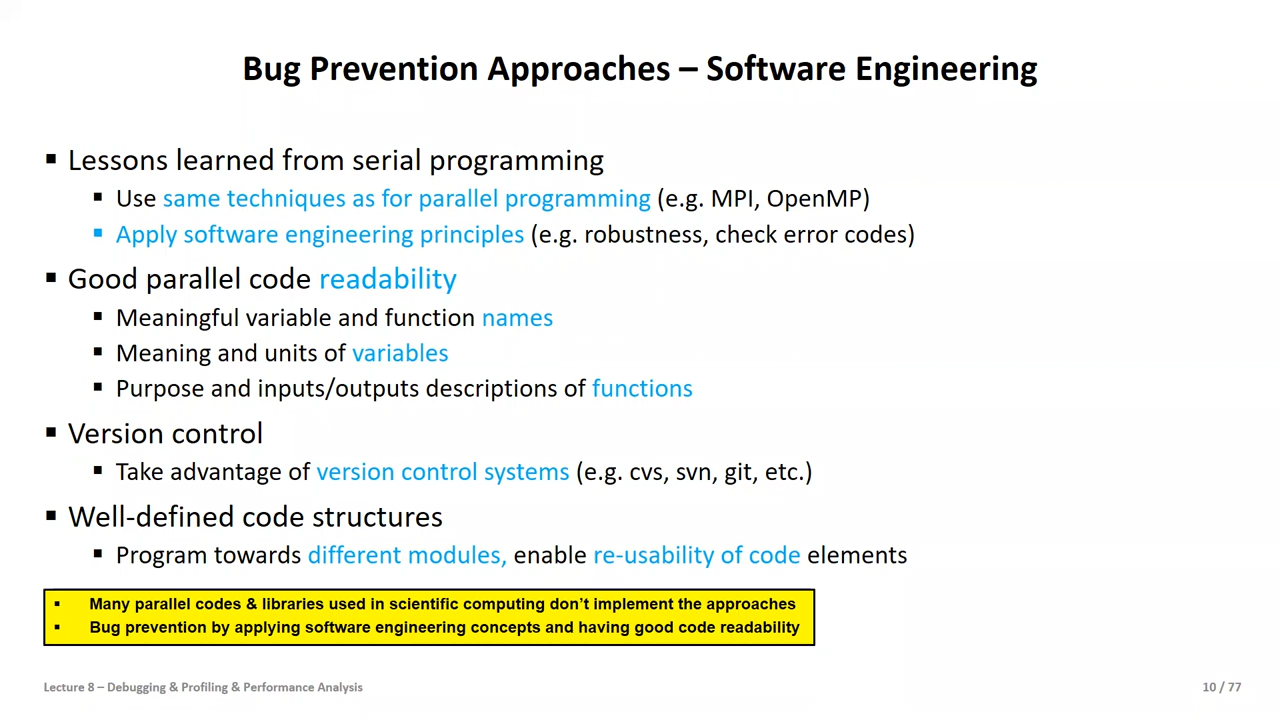 Bug Prevention Approaches – Software Engineering
▪ Lessons learned from serial programming
▪ Use same techniques as for parallel programming (e.g. MPI, OpenMP)
▪ Apply software engineering principles (e.g. robustness, check error codes)
▪ Good parallel code readability
▪ Meaningful variable and function names
▪ Meaning and units of variables
▪ Purpose and inputs/outputs descriptions of functions
▪ Version control
▪ Take advantage of version control systems (e.g. cvs, svn, git, etc.)
▪ Well-defined code structures
▪ Program towards different modules, enable re-usability of code elements
▪ Many parallel codes & libraries used in scientific computing don’t implement the approaches
▪ Bug prevention by applying software engineering concepts and having good code readability
Lecture 8 – Debugging & Profiling & Performance Analysis
10 / 77